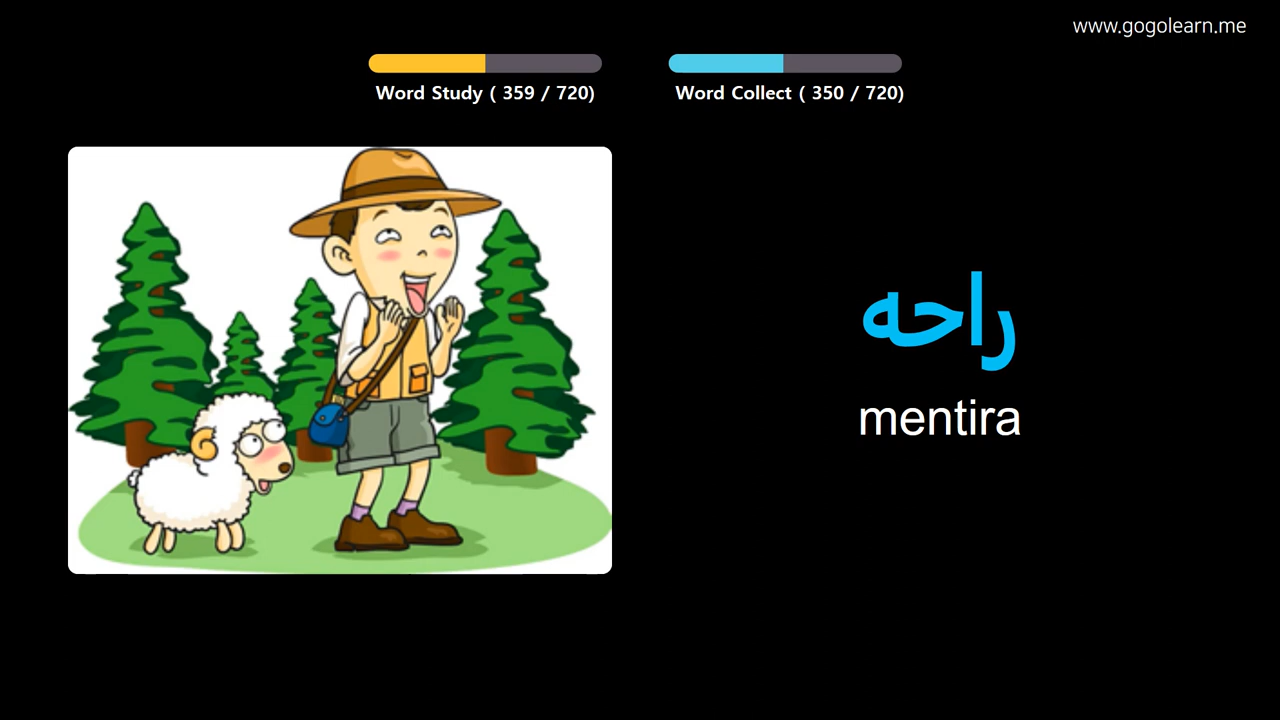 www.gogolearn.me
Word Study ( 359 / 720)
Word Collect ( 350 / 720)
راحه
mentira